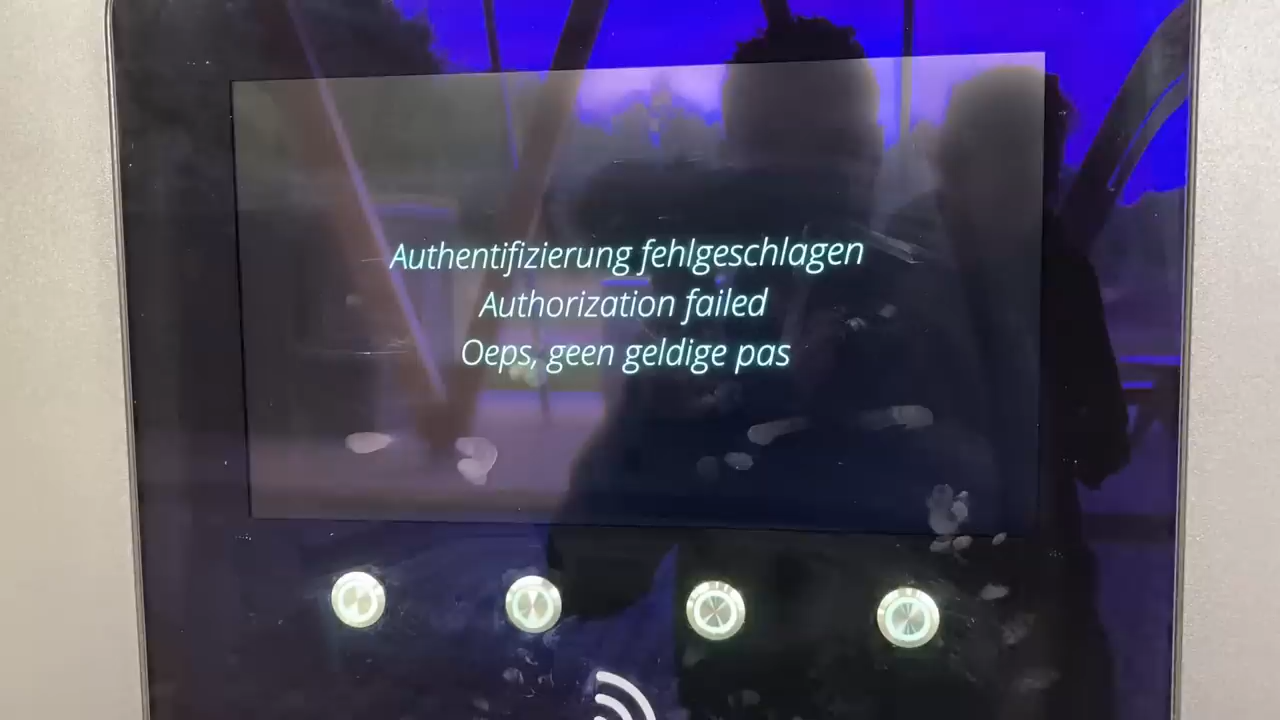 Authentifizierung fehlgeschlagen
Authorization failed
Oeps, geen geldige pas